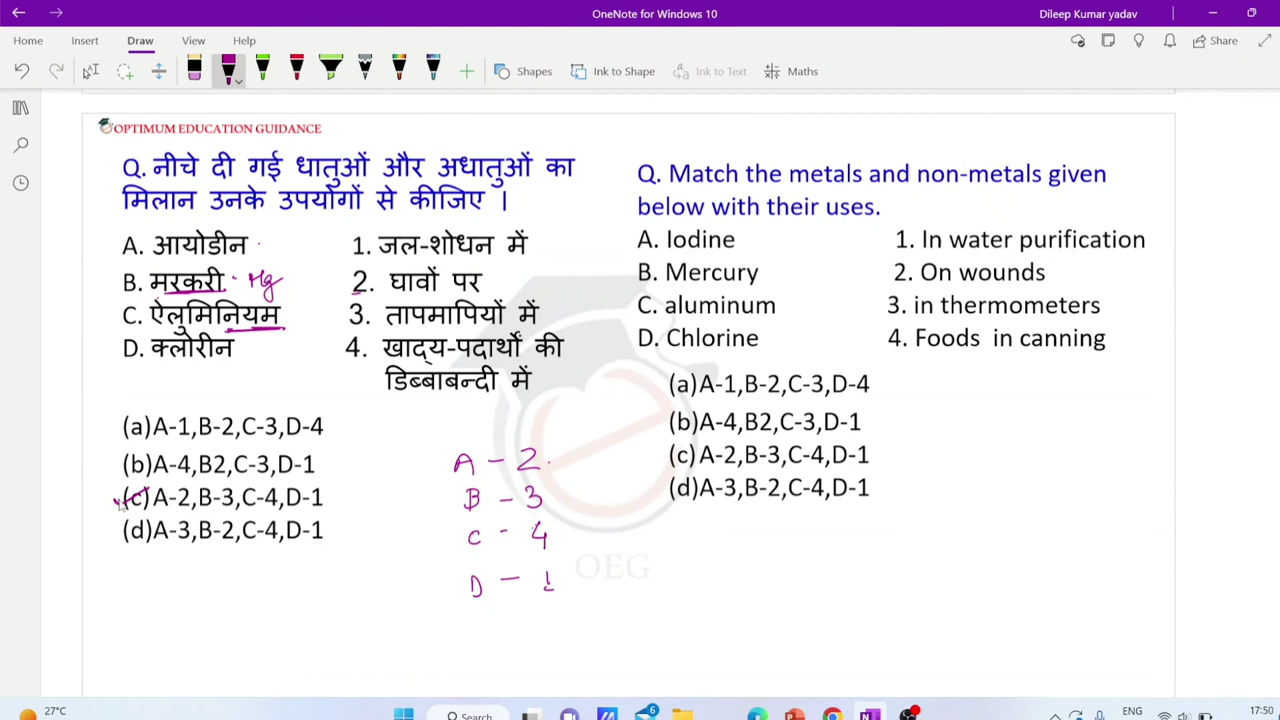 OneNote for Windows 10
Dileep Kumar yadav
Home Insert Draw View Help
Share
Shapes Ink to Shape Ink to Text Maths
OPTIMUM EDUCATION GUIDANCE
Q. नीचे दी गई धातुओं और अधातुओं का
मिलान उनके उपयोगों से कीजिए ।
A. आयोडीन 1. जल-शोधन में
B. मरकरी Hg 2. घावों पर
C. ऐलुमिनियम 3. तापमापियों में
D. क्लोरीन 4. खाद्य-पदार्थों की
डिब्बाबन्दी में
(a)A-1,B-2,C-3,D-4
(b)A-4,B2,C-3,D-1
(c)A-2,B-3,C-4,D-1
(d)A-3,B-2,C-4,D-1
A - 2
B - 3
C - 4
D - 1
Q. Match the metals and non-metals given
below with their uses.
A. Iodine 1. In water purification
B. Mercury 2. On wounds
C. aluminum 3. in thermometers
D. Chlorine 4. Foods in canning
(a)A-1,B-2,C-3,D-4
(b)A-4,B2,C-3,D-1
(c)A-2,B-3,C-4,D-1
(d)A-3,B-2,C-4,D-1
OEG
27°C
Search
6
ENG
17:50